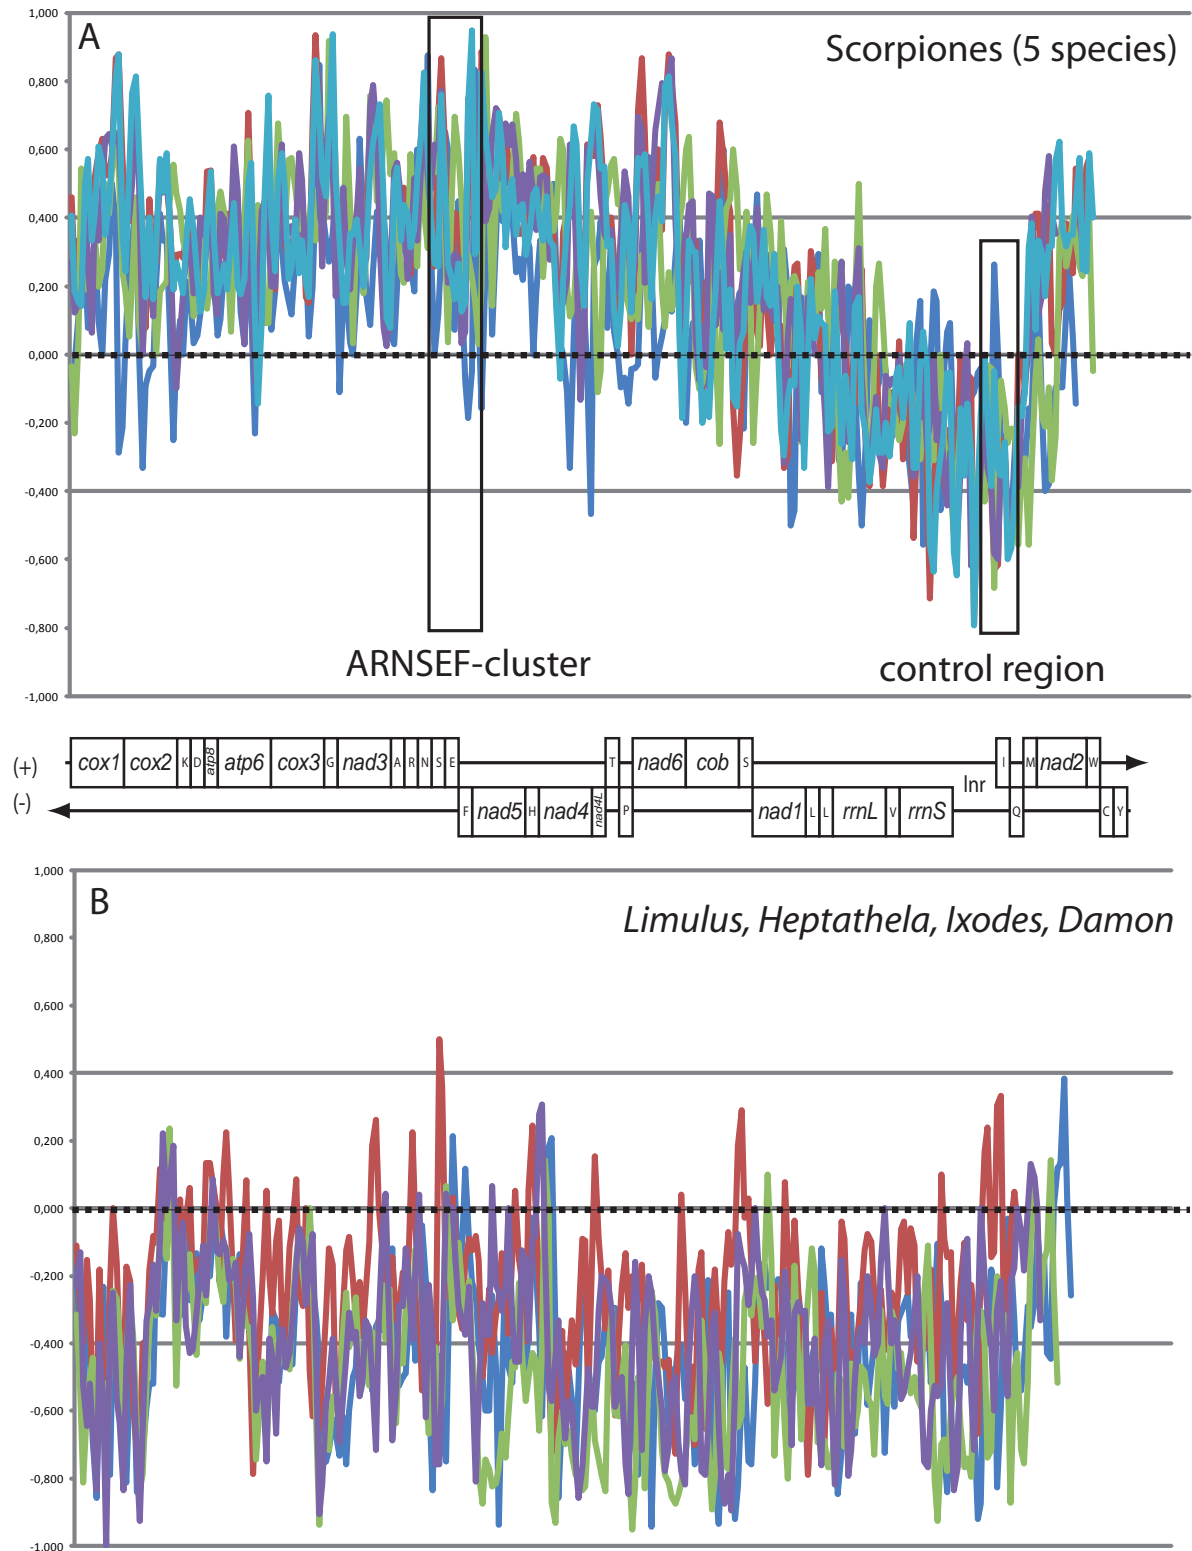 1,000
A
Scorpiones (5 species)
0,800
0,600
0,400
0,200
0,000
-0,200
-0,400
-0,600
-0,800
ARNSEF-cluster
control region
-1,000
(+) cox1 cox2 K D atp8 atp6 cox3 G nad3 A R N S E T nad6 cob S I M nad2 W
lnr
(-) F nad5 H nad4 nad4L P nad1 L L rrnL V rrnS Q C Y
1,000
B
Limulus, Heptathela, Ixodes, Damon
0,800
0,600
0,400
0,200
0,000
-0,200
-0,400
-0,600
-0,800
-1,000